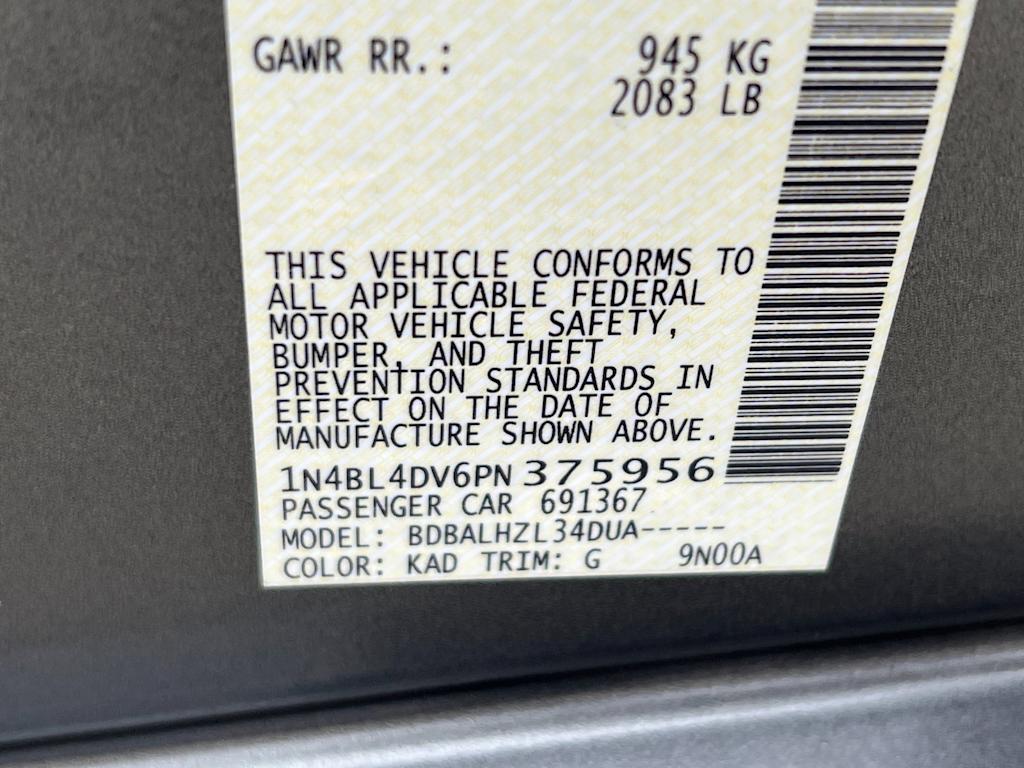 GAWR RR.: 945 KG
2083 LB
THIS VEHICLE CONFORMS TO
ALL APPLICABLE FEDERAL
MOTOR VEHICLE SAFETY,
BUMPER, AND THEFT
PREVENTION STANDARDS IN
EFFECT ON THE DATE OF
MANUFACTURE SHOWN ABOVE.
1N4BL4DV6PN 375956
PASSENGER CAR 691367
MODEL: BDBALHZL34DUA-----
COLOR: KAD TRIM: G 9N00A